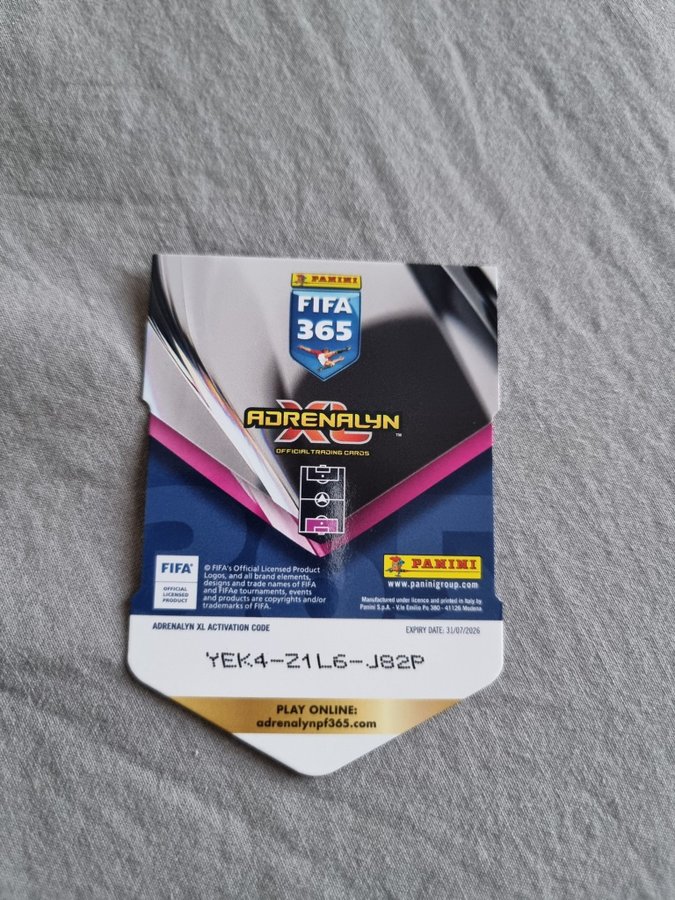 PANINI
FIFA
365
ADRENALYN
XL™
OFFICIAL TRADING CARDS
FIFA®
OFFICIAL
LICENSED
PRODUCT
© FIFA's Official Licensed Product
Logos, and all brand elements,
designs and trade names of FIFA
and FIFAe tournaments, events
and products are copyrights and/or
trademarks of FIFA.
PANINI
www.paninigroup.com
Manufactured under licence and printed in Italy by
Panini S.p.A. - V.le Emilio Po 380 - 41126 Modena
ADRENALYN XL ACTIVATION CODE
EXPIRY DATE: 31/07/2026
YEK4-Z1L6-J82P
PLAY ONLINE:
adrenalynpf365.com